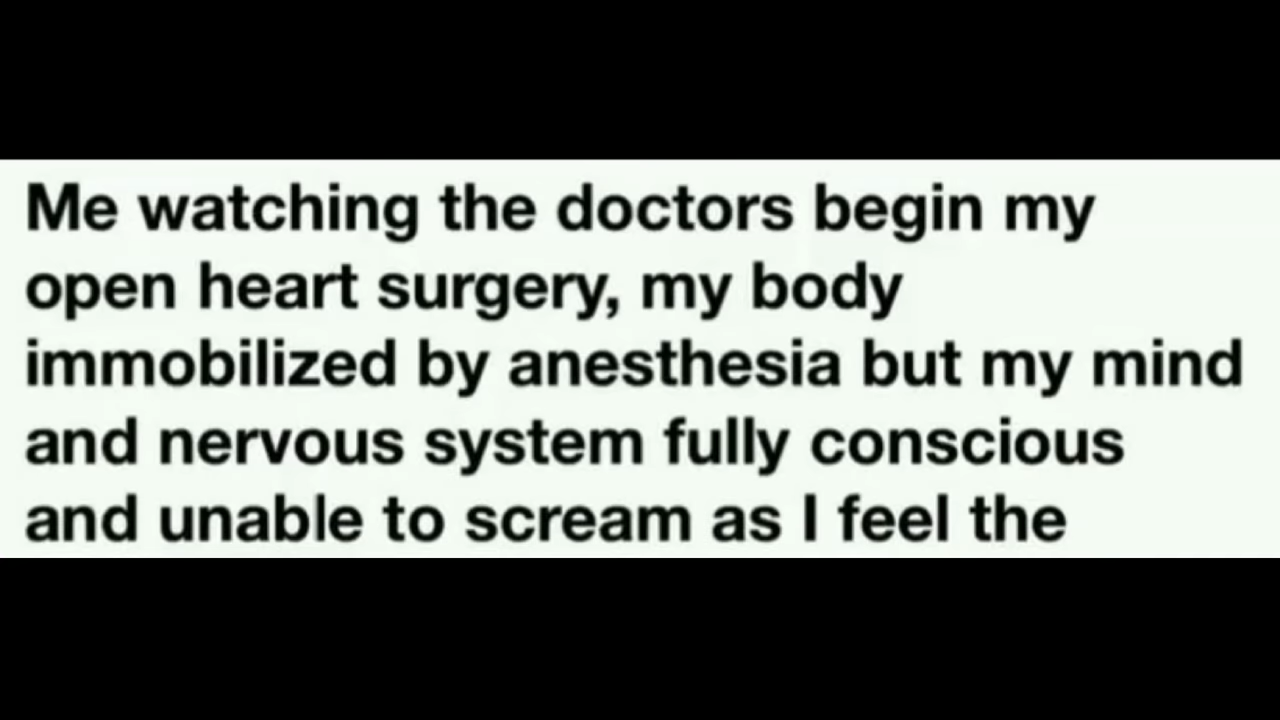 Me watching the doctors begin my
open heart surgery, my body
immobilized by anesthesia but my mind
and nervous system fully conscious
and unable to scream as I feel the